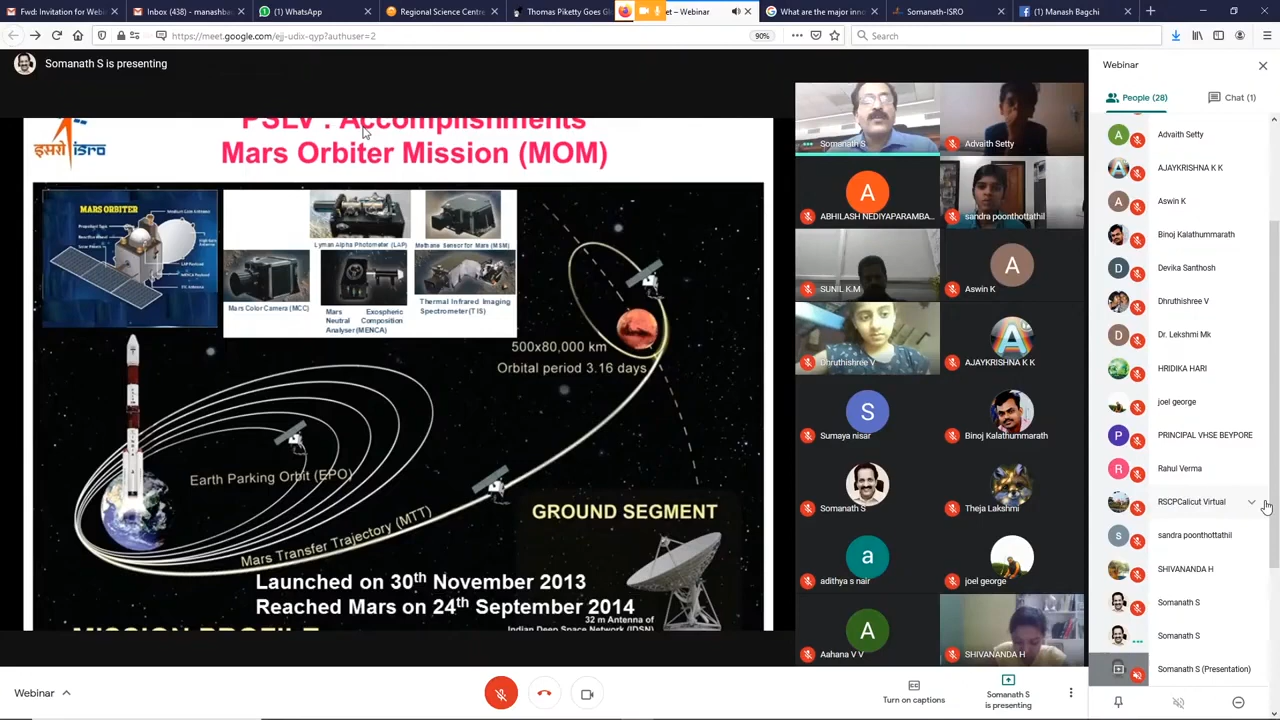 Fwd: Invitation for Webin
Inbox (438) - manashbag
(1) WhatsApp
Regional Science Centre
Thomas Piketty Goes Gl
et – Webinar
What are the major inno
Somanath-ISRO
(1) Manash Bagchi
https://meet.google.com/ejj-udix-qyp?authuser=2
90%
Search
Somanath S is presenting
PSLV : Accomplishments
Mars Orbiter Mission (MOM)
इसरो isro
MARS ORBITER
Lyman Alpha Photometer (LAP)
Methane Sensor for Mars (MSM)
Mars Color Camera (MCC)
Mars Neutral Exospheric Composition Analyser (MENCA)
Thermal Infrared Imaging
Spectrometer (TIS)
500x80,000 km
Orbital period 3.16 days
Earth Parking Orbit (EPO)
Mars Transfer Trajectory (MTT)
GROUND SEGMENT
Launched on 30th November 2013
Reached Mars on 24th September 2014
32 m Antenna of
Indian Deep Space Network (IDSN)
MISSION PROFILE
Somanath S
Advaith Setty
A
ABHILASH NEDIYAPARAMBA...
sandra poonthottathil
SUNIL K.M
A
Aswin K
Dhruthishree V
AJAYKRISHNA K K
S
Sumaya nisar
Binoj Kalathummarath
Somanath S
Theja Lakshmi
a
adithya s nair
joel george
A
Aahana V V
SHIVANANDA H
Webinar
People (28)
Chat (1)
A
Advaith Setty
AJAYKRISHNA K K
A
Aswin K
Binoj Kalathummarath
D
Devika Santhosh
Dhruthishree V
D
Dr. Lekshmi Mk
HRIDIKA HARI
joel george
P
PRINCIPAL VHSE BEYPORE
R
Rahul Verma
RSCPCalicut Virtual
s
sandra poonthottathil
SHIVANANDA H
Somanath S
Somanath S
Somanath S (Presentation)
Webinar
Turn on captions
Somanath S
is presenting